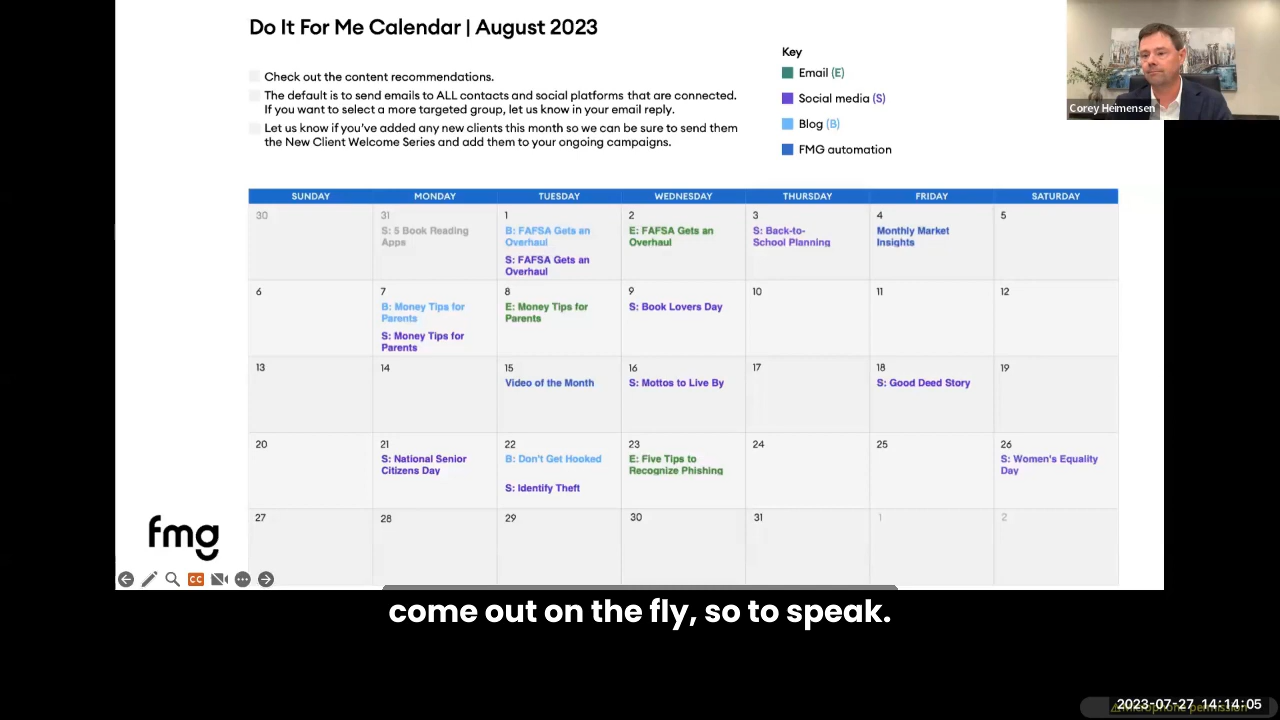 Do It For Me Calendar | August 2023
Check out the content recommendations.
The default is to send emails to ALL contacts and social platforms that are connected.
If you want to select a more targeted group, let us know in your email reply.
Let us know if you've added any new clients this month so we can be sure to send them
the New Client Welcome Series and add them to your ongoing campaigns.
Key
Email (E)
Social media (S)
Blog (B)
FMG automation
Corey Heimensen
SUNDAY MONDAY TUESDAY WEDNESDAY THURSDAY FRIDAY SATURDAY
30
31
S: 5 Book Reading
Apps
1
B: FAFSA Gets an
Overhaul
S: FAFSA Gets an
Overhaul
2
E: FAFSA Gets an
Overhaul
3
S: Back-to-
School Planning
4
Monthly Market
Insights
5
6
7
B: Money Tips for
Parents
S: Money Tips for
Parents
8
E: Money Tips for
Parents
9
S: Book Lovers Day
10
11
12
13
14
15
Video of the Month
16
S: Mottos to Live By
17
18
S: Good Deed Story
19
20
21
S: National Senior
Citizens Day
22
B: Don't Get Hooked
S: Identify Theft
23
E: Five Tips to
Recognize Phishing
24
25
26
S: Women's Equality
Day
27
28
29
30
31
1
2
fmg
CC
come out on the fly, so to speak.
2023-07-27 14:14:05